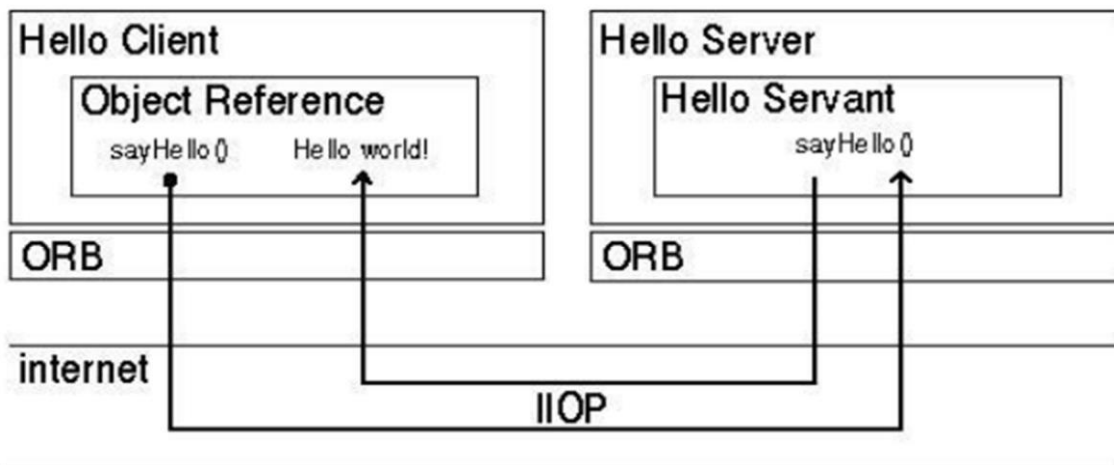 Hello Client
Object Reference
sayHello() Hello world!
ORB
Hello Server
Hello Servant
sayHello()
ORB
internet
IIOP